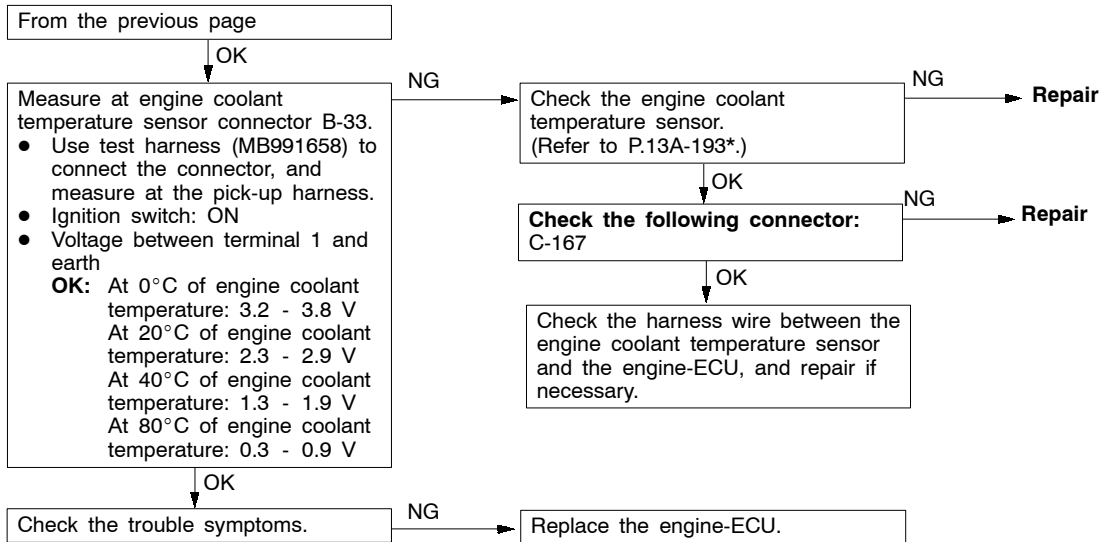 From the previous page
OK
Measure at engine coolant
temperature sensor connector B-33.
● Use test harness (MB991658) to
connect the connector, and
measure at the pick-up harness.
● Ignition switch: ON
● Voltage between terminal 1 and
earth
OK: At 0°C of engine coolant
temperature: 3.2 - 3.8 V
At 20°C of engine coolant
temperature: 2.3 - 2.9 V
At 40°C of engine coolant
temperature: 1.3 - 1.9 V
At 80°C of engine coolant
temperature: 0.3 - 0.9 V
NG
Check the engine coolant
temperature sensor.
(Refer to P.13A-193*.)
NG
Repair
OK
Check the following connector:
C-167
NG
Repair
OK
Check the harness wire between the
engine coolant temperature sensor
and the engine-ECU, and repair if
necessary.
OK
Check the trouble symptoms.
NG
Replace the engine-ECU.